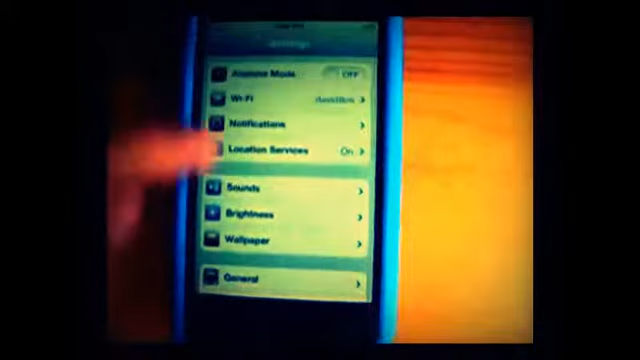 Settings
Airplane Mode OFF
Wi-Fi
Notifications
Location Services On
Sounds
Brightness
Wallpaper
General